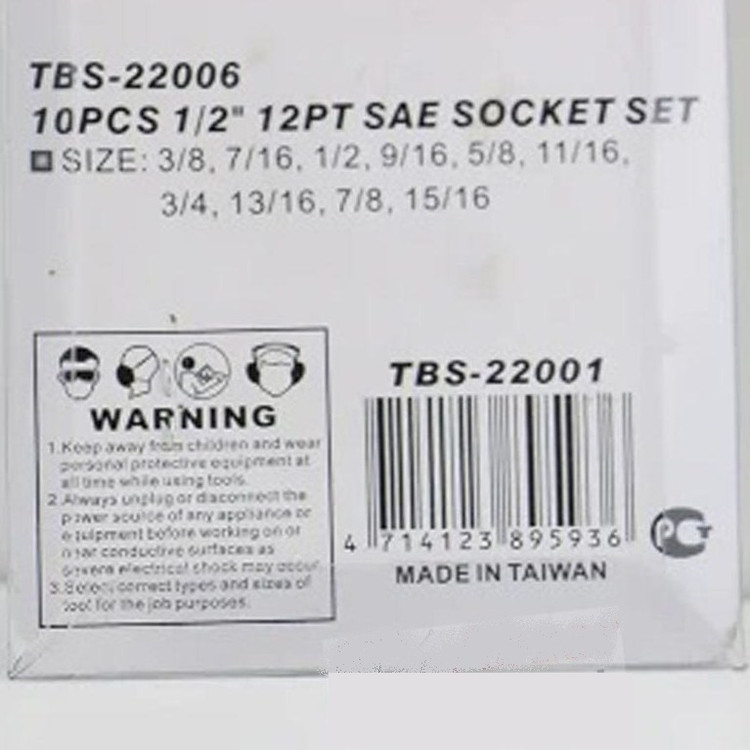 TBS-22006
10PCS 1/2" 12PT SAE SOCKET SET
SIZE: 3/8, 7/16, 1/2, 9/16, 5/8, 11/16,
3/4, 13/16, 7/8, 15/16
WARNING
1.Keep away from children and wear
personal protective equipment at
all time while using tools.
2.Always unplug or disconnect the
power source of any appliance or
equipment before working on or
near conductive surfaces as
severe electrical shock may occur.
3.Select correct types and sizes of
tool for the job purposes.
TBS-22001
4 714123 895936
MADE IN TAIWAN
PCT